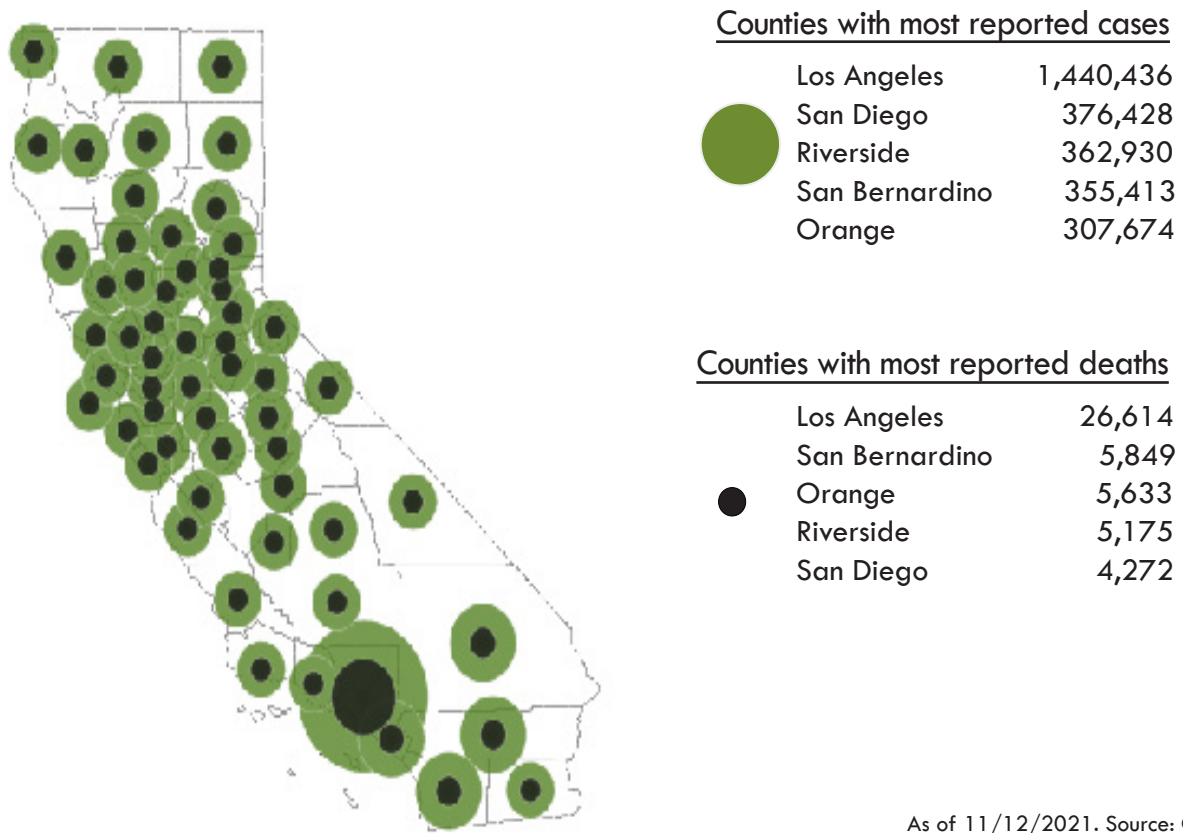 Counties with most reported cases
Los Angeles 1,440,436
San Diego 376,428
Riverside 362,930
San Bernardino 355,413
Orange 307,674
Counties with most reported deaths
Los Angeles 26,614
San Bernardino 5,849
Orange 5,633
Riverside 5,175
San Diego 4,272
As of 11/12/2021. Source: